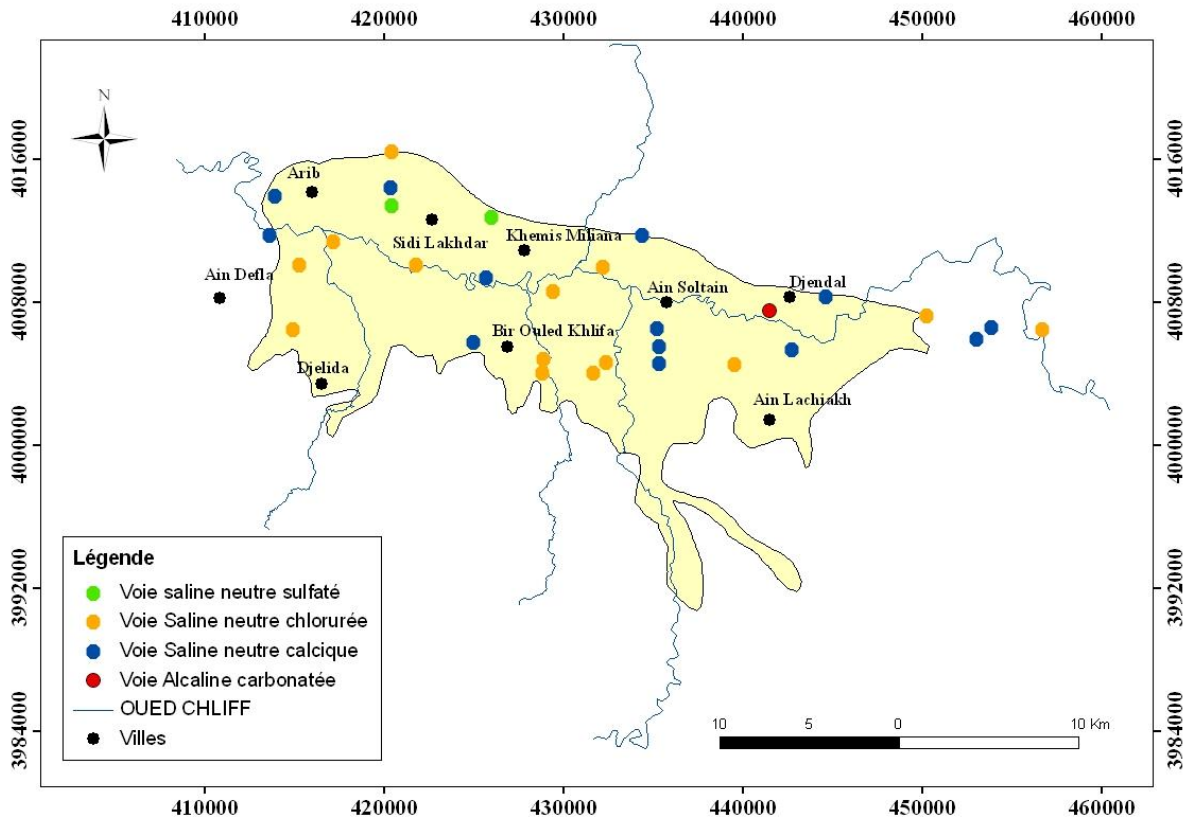 410000 420000 430000 440000 450000 460000
N
4016000 4016000
Arib
Sidi Lakhdar
Khemis Miliana
Ain Defla
Djendal
Ain Soltain
4008000 4008000
Bir Ouled Khlifa
Djelida
Ain Lachiakh
4000000 4000000
Légende
Voie saline neutre sulfaté
3992000 3992000
Voie Saline neutre chlorurée
Voie Saline neutre calcique
Voie Alcaline carbonatée
OUED CHLIFF
Villes
10 5 0 10 Km
3984000 3984000
410000 420000 430000 440000 450000 460000